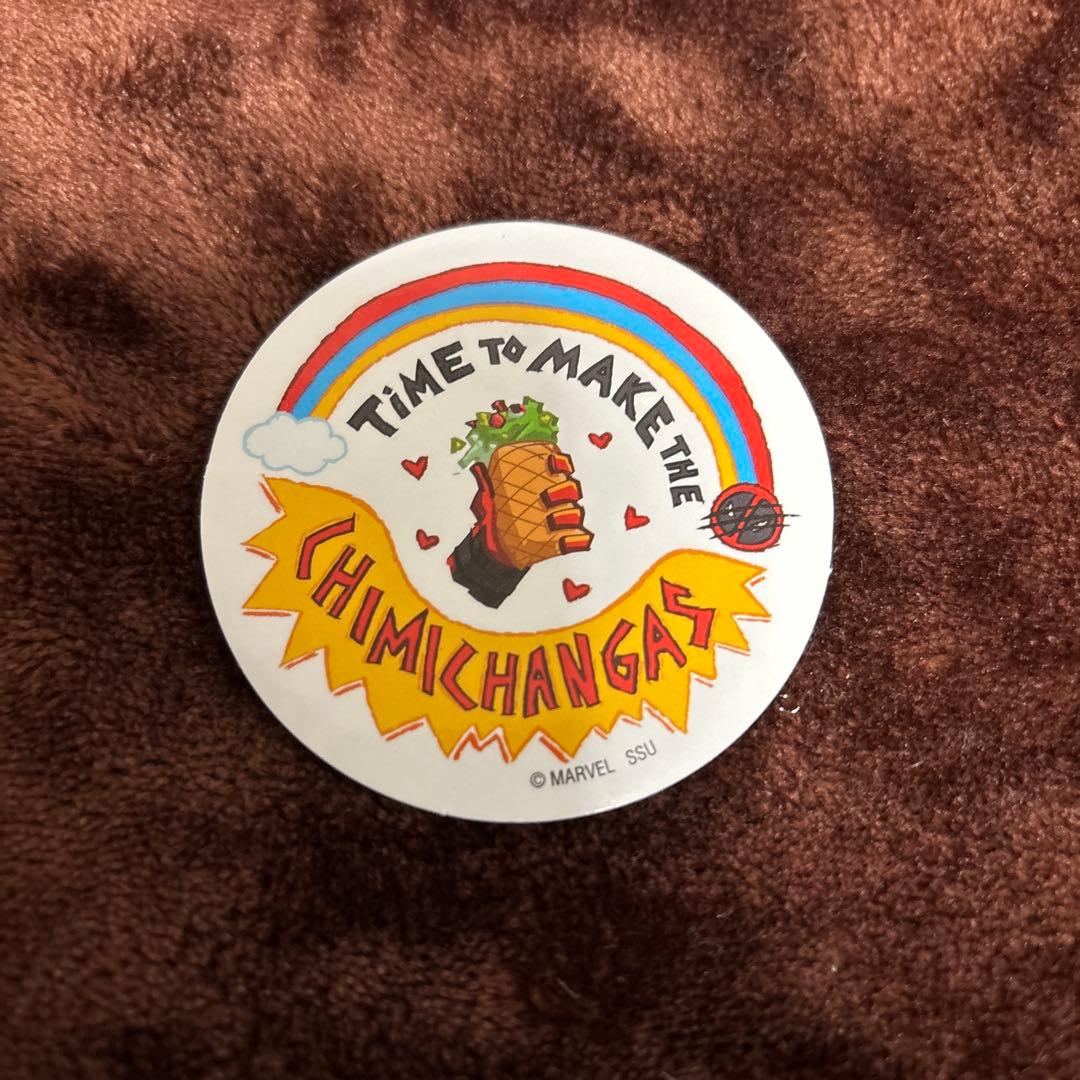 TiME TO MAKE THE
CHIMICHANGAS
© MARVEL SSU